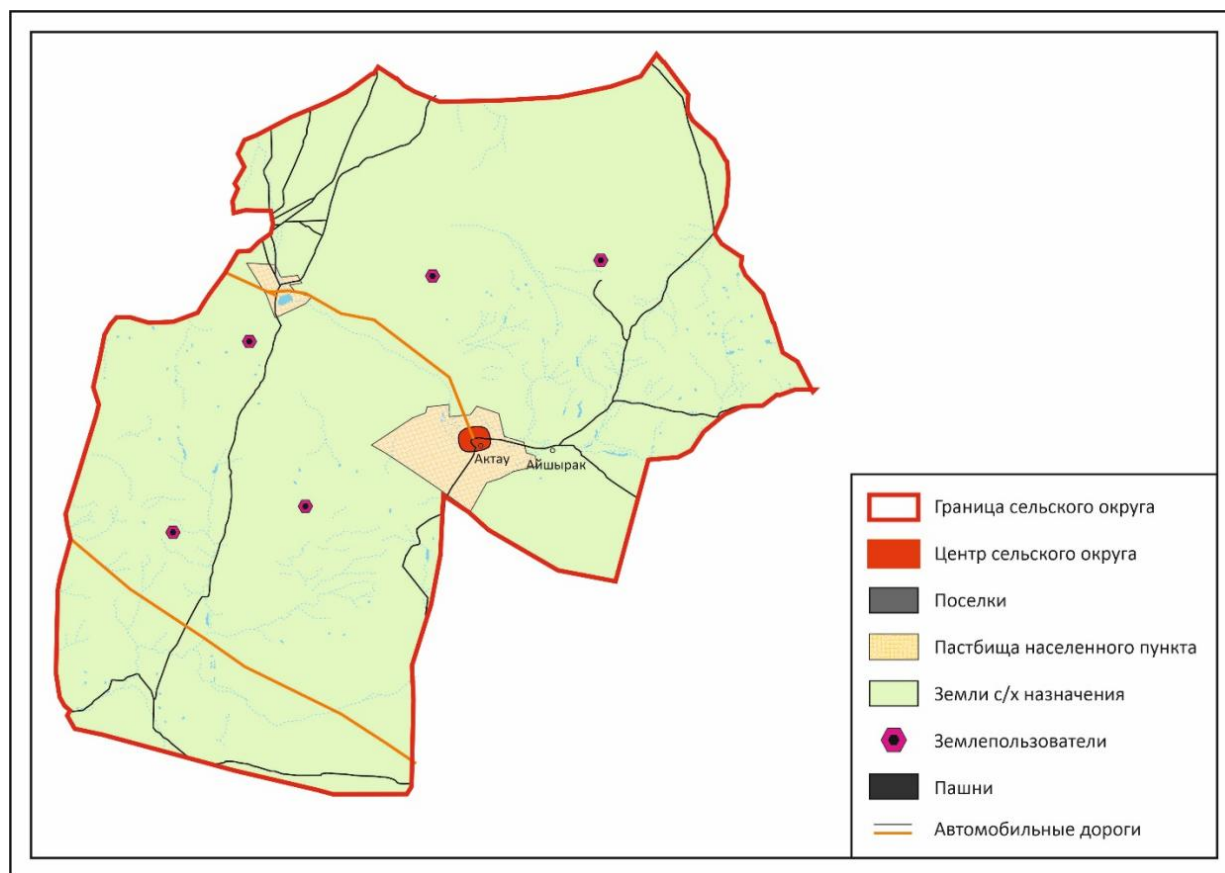 Актау
Айшырак
Граница сельского округа
Центр сельского округа
Поселки
Пастбища населенного пункта
Земли с/х назначения
Землепользователи
Пашни
Автомобильные дороги